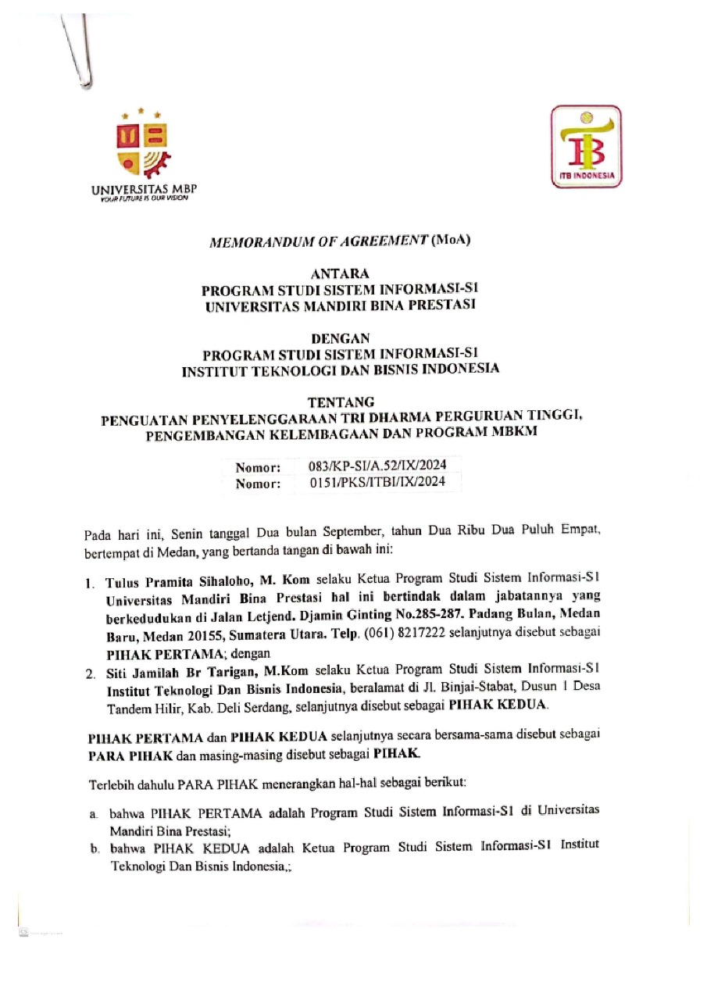 UNIVERSITAS MBP
YOUR FUTURE IS OUR VISION
ITB INDONESIA
MEMORANDUM OF AGREEMENT (MoA)
ANTARA
PROGRAM STUDI SISTEM INFORMASI-S1
UNIVERSITAS MANDIRI BINA PRESTASI
DENGAN
PROGRAM STUDI SISTEM INFORMASI-S1
INSTITUT TEKNOLOGI DAN BISNIS INDONESIA
TENTANG
PENGUATAN PENYELENGGARAAN TRI DHARMA PERGURUAN TINGGI,
PENGEMBANGAN KELEMBAGAAN DAN PROGRAM MBKM
Nomor: 083/KP-SI/A.52/IX/2024
Nomor: 0151/PKS/ITBI/IX/2024
Pada hari ini, Senin tanggal Dua bulan September, tahun Dua Ribu Dua Puluh Empat,
bertempat di Medan, yang bertanda tangan di bawah ini:
1. Tulus Pramita Sihaloho, M. Kom selaku Ketua Program Studi Sistem Informasi-S1
Universitas Mandiri Bina Prestasi hal ini bertindak dalam jabatannya yang
berkedudukan di Jalan Letjend. Djamin Ginting No.285-287. Padang Bulan, Medan
Baru, Medan 20155, Sumatera Utara. Telp. (061) 8217222 selanjutnya disebut sebagai
PIHAK PERTAMA; dengan
2. Siti Jamilah Br Tarigan, M.Kom selaku Ketua Program Studi Sistem Informasi-S1
Institut Teknologi Dan Bisnis Indonesia, beralamat di Jl. Binjai-Stabat, Dusun 1 Desa
Tandem Hilir, Kab. Deli Serdang, selanjutnya disebut sebagai PIHAK KEDUA.
PIHAK PERTAMA dan PIHAK KEDUA selanjutnya secara bersama-sama disebut sebagai
PARA PIHAK dan masing-masing disebut sebagai PIHAK.
Terlebih dahulu PARA PIHAK menerangkan hal-hal sebagai berikut:
a. bahwa PIHAK PERTAMA adalah Program Studi Sistem Informasi-S1 di Universitas
Mandiri Bina Prestasi;
b. bahwa PIHAK KEDUA adalah Ketua Program Studi Sistem Informasi-S1 Institut
Teknologi Dan Bisnis Indonesia,;
CS